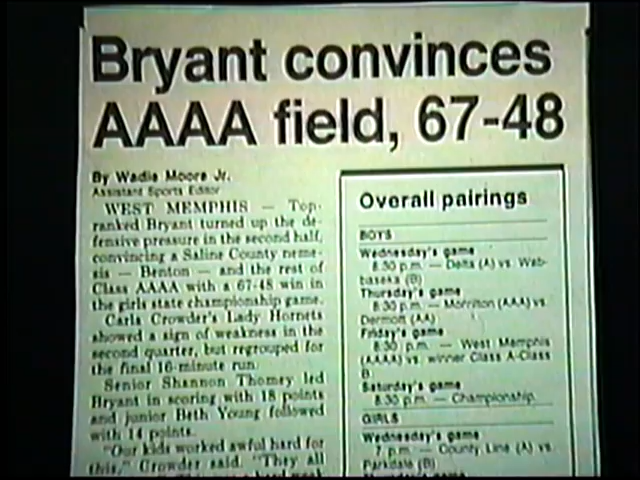 Bryant convinces
AAAA field, 67-48
By Wadie Moore Jr.
Assistant Sports Editor
WEST MEMPHIS — Top-
ranked Bryant turned up the de-
fensive pressure in the second half,
convincing a Saline County neme-
sis — Benton — and the rest of
Class AAAA with a 67-48 win in
the girls state championship game.
Carla Crowder's Lady Hornets
showed a sign of weakness in the
second quarter, but regrouped for
the final 16-minute run.
Senior Shannon Thomey led
Bryant in scoring with 18 points
and junior Beth Young followed
with 14 points.
"Our kids worked awful hard for
this," Crowder said. "They all
Overall pairings
BOYS
Wednesday's game
8:30 p.m. — Delta (A) vs. Wab-
baseka (B)
Thursday's game
8:30 p.m. — Morrilton (AAA) vs.
Dermott (AA)
Friday's game
8:30 p.m. — West Memphis
(AAAA) vs. winner Class A-Class
B.
Saturday's game
8:30 p.m. — Championship.
GIRLS
Wednesday's game
7 p.m. — County Line (A) vs.
Parkdale (B)